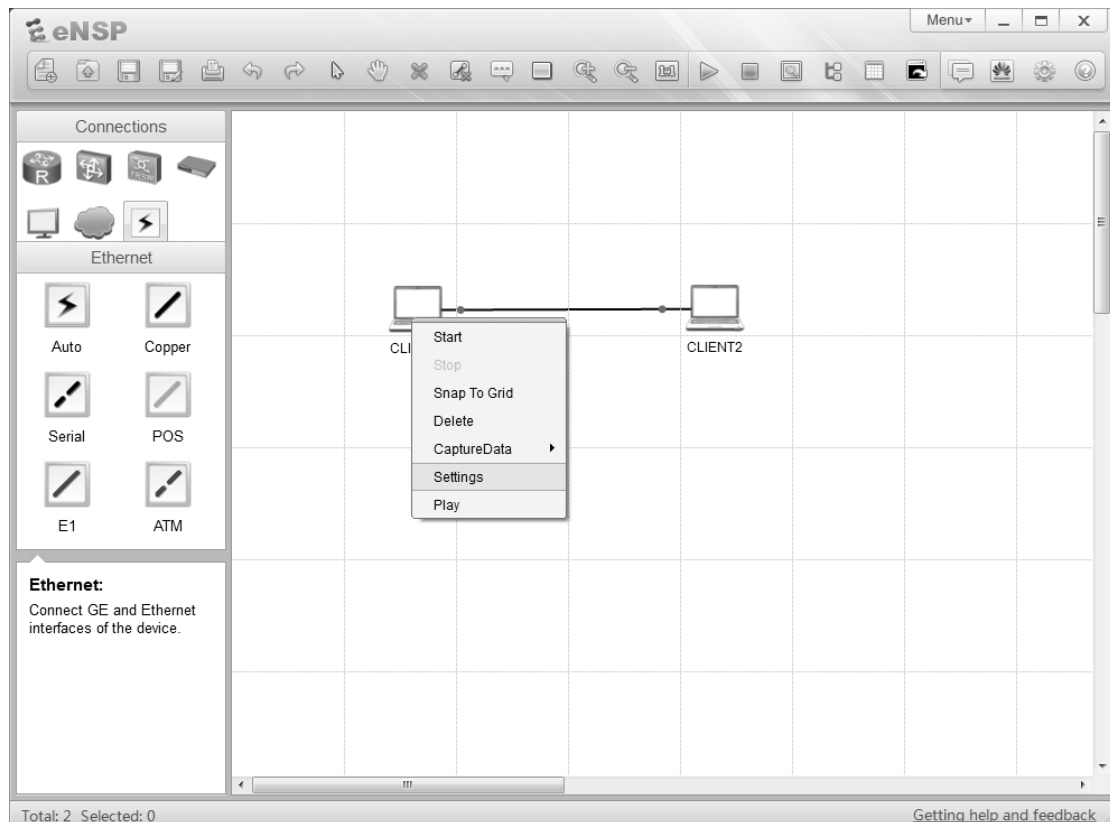 eNSP
Menu
Connections
R
FRSW
Ethernet
Auto
Copper
Serial
POS
E1
ATM
Ethernet:
Connect GE and Ethernet
interfaces of the device.
CLI
CLIENT2
Start
Stop
Snap To Grid
Delete
CaptureData
Settings
Play
Total: 2 Selected: 0
Getting help and feedback